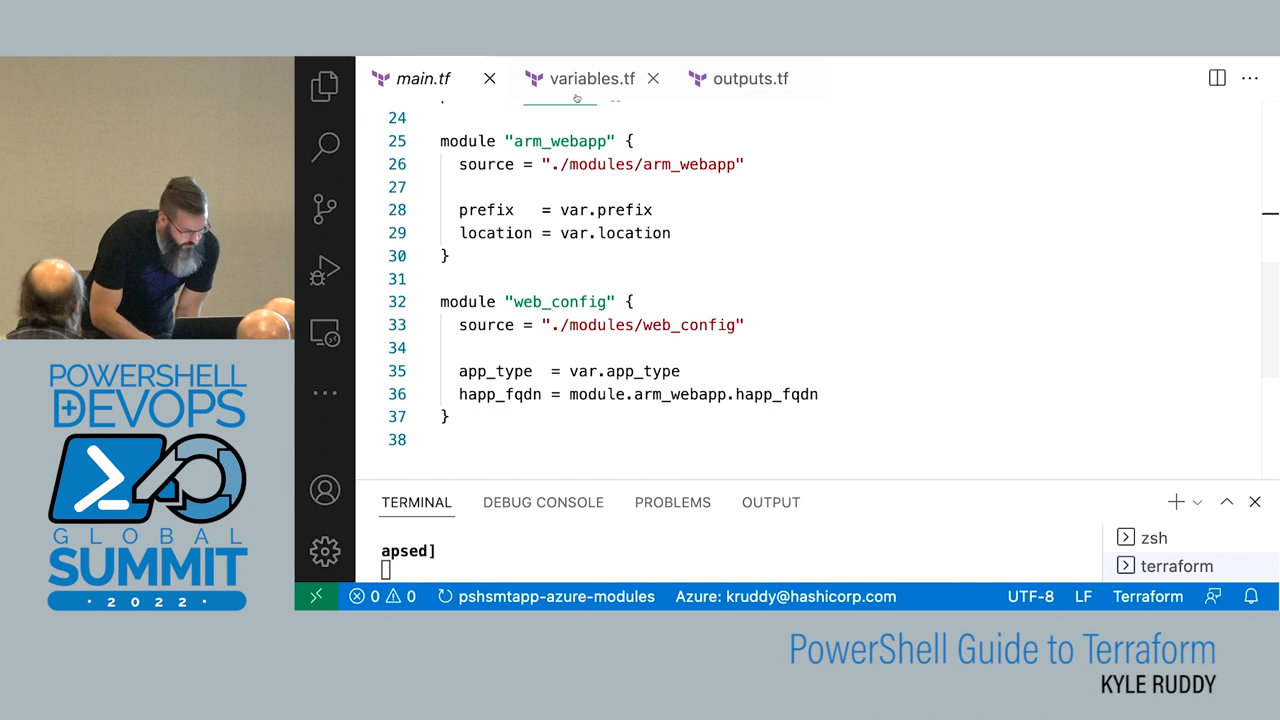 main.tf
variables.tf
outputs.tf
24
25 module "arm_webapp" {
26 source = "./modules/arm_webapp"
27
28 prefix = var.prefix
29 location = var.location
30 }
31
32 module "web_config" {
33 source = "./modules/web_config"
34
35 app_type = var.app_type
36 happ_fqdn = module.arm_webapp.happ_fqdn
37 }
38
TERMINAL DEBUG CONSOLE PROBLEMS OUTPUT
apsed]
zsh
terraform
0 0 pshsmtapp-azure-modules Azure: kruddy@hashicorp.com UTF-8 LF Terraform
POWERSHELL
DEVOPS
GLOBAL
SUMMIT
· 2022 ·
PowerShell Guide to Terraform
KYLE RUDDY